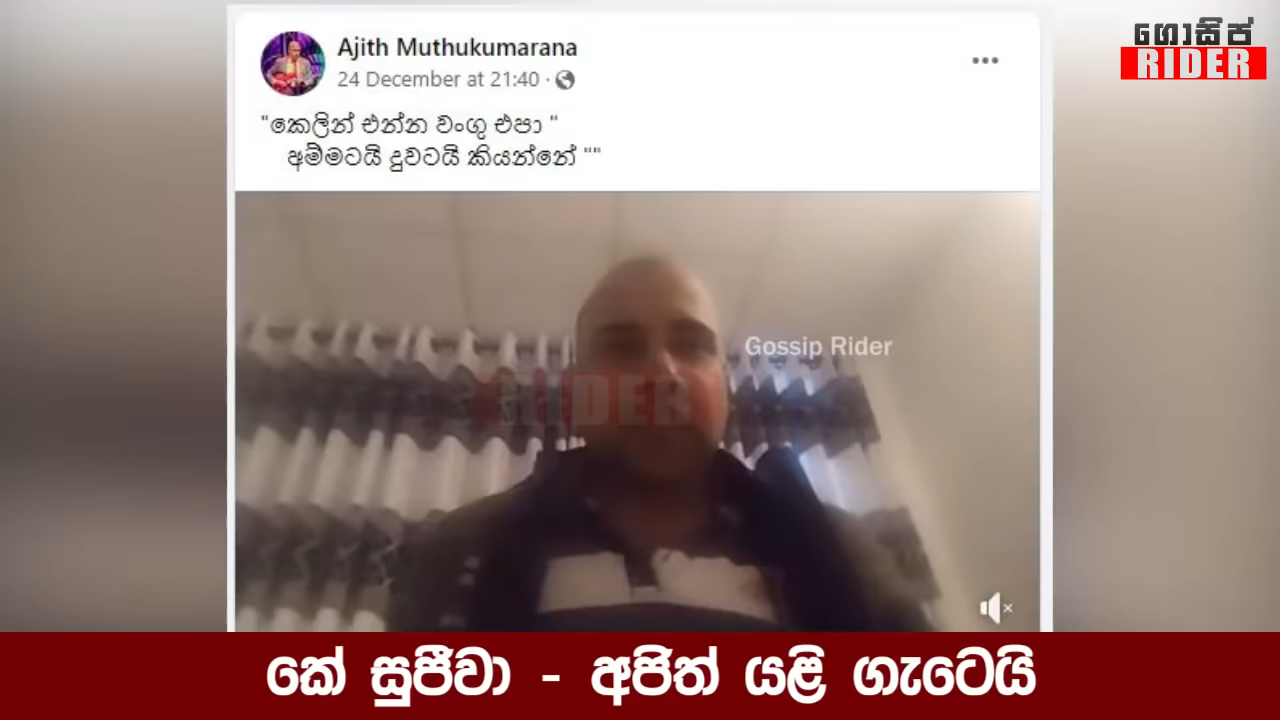 Ajith Muthukumarana
24 December at 21:40 ·
"කෙලින් එන්න වංගු එපා "
අම්මටයි දුවටයි කියන්නේ ""
ගොසිප්
RIDER
Gossip Rider
RIDER
කේ සුජීවා - අජිත් යළි ගැටෙයි